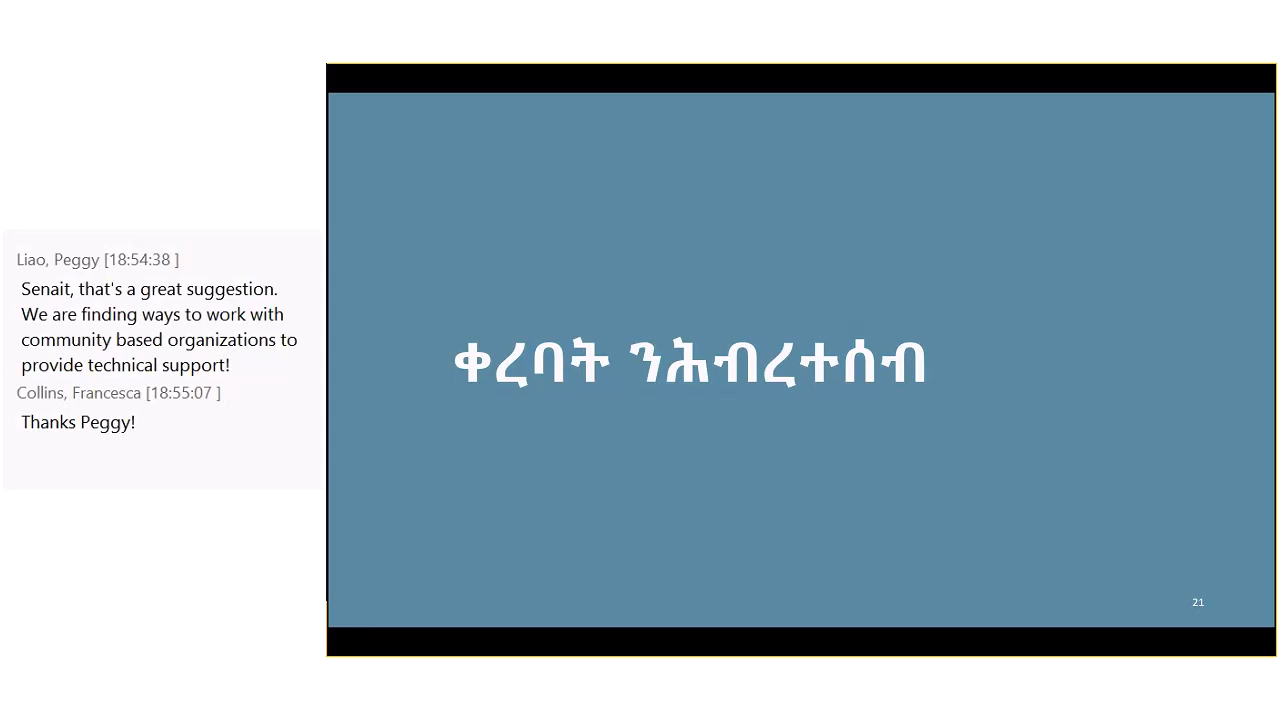 Liao, Peggy [18:54:38 ]
Senait, that's a great suggestion.
We are finding ways to work with
community based organizations to
provide technical support!
Collins, Francesca [18:55:07 ]
Thanks Peggy!
ቀረባት ንሕብረተሰብ
21